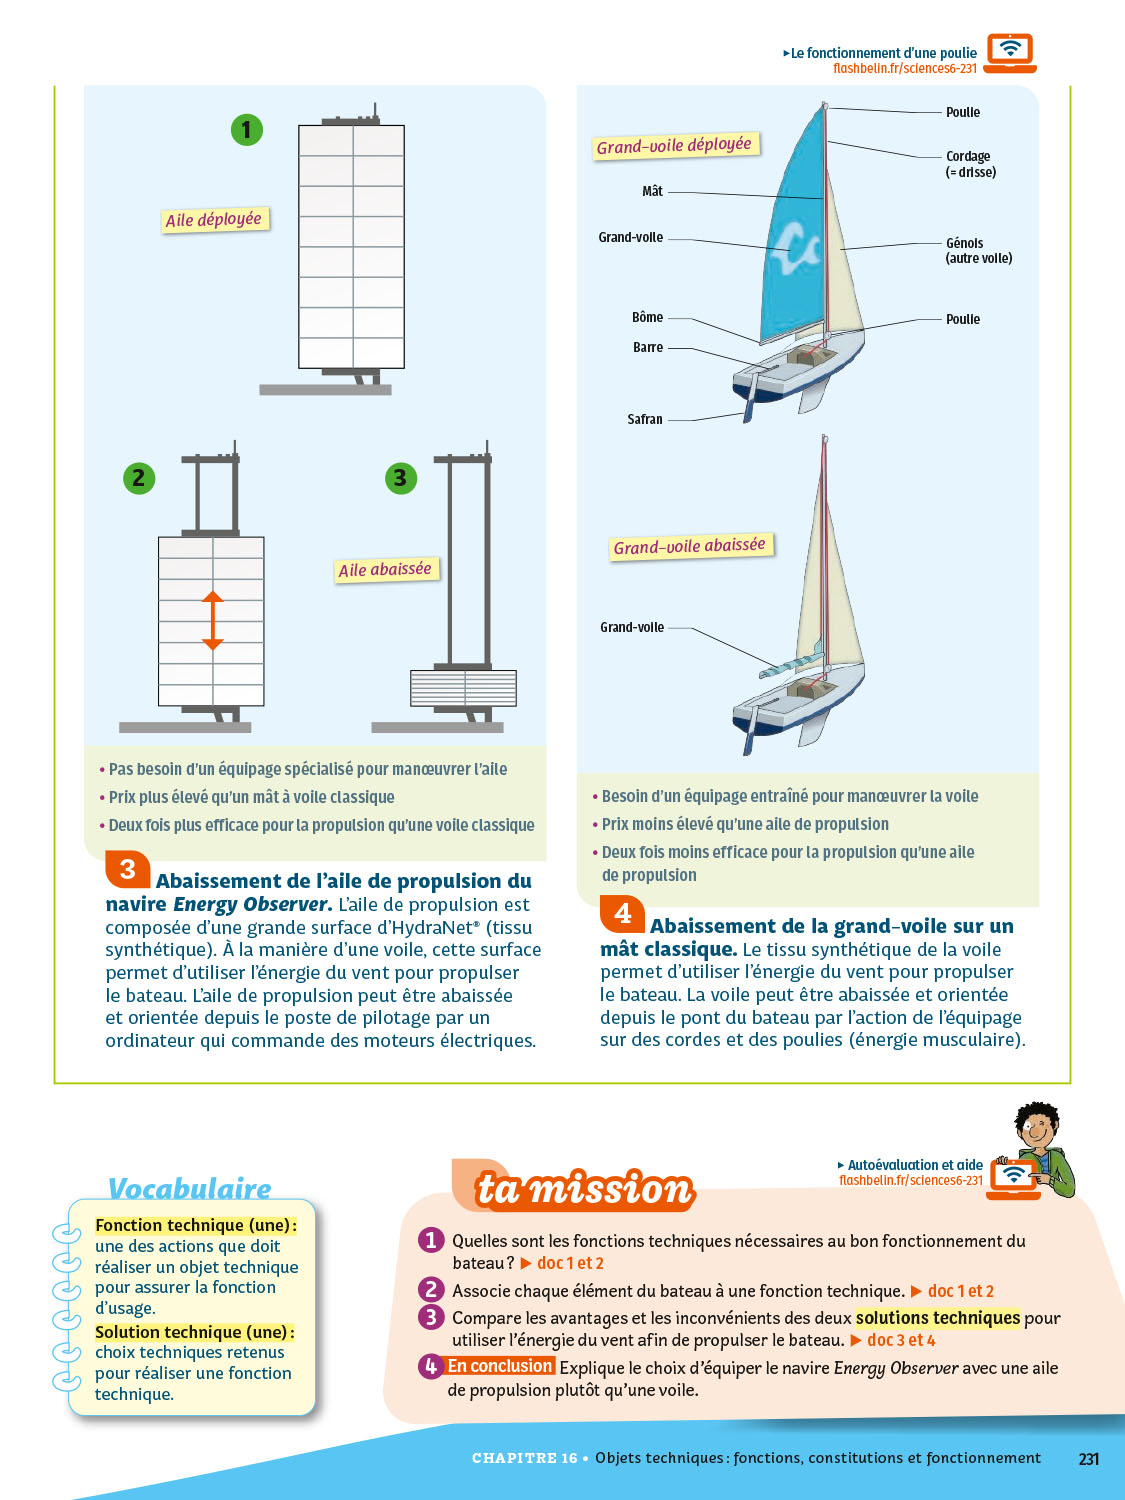 ▸Le fonctionnement d'une poulie
flashbelin.fr/sciences6-231
1
Aile déployée
2
3
Aile abaissée
• Pas besoin d'un équipage spécialisé pour manœuvrer l'aile
• Prix plus élevé qu'un mât à voile classique
• Deux fois plus efficace pour la propulsion qu'une voile classique
3 Abaissement de l'aile de propulsion du
navire Energy Observer. L'aile de propulsion est
composée d'une grande surface d'HydraNet® (tissu
synthétique). À la manière d'une voile, cette surface
permet d'utiliser l'énergie du vent pour propulser
le bateau. L'aile de propulsion peut être abaissée
et orientée depuis le poste de pilotage par un
ordinateur qui commande des moteurs électriques.
Grand-voile déployée
Poulie
Cordage
(= drisse)
Mât
Grand-voile
Génois
(autre voile)
Bôme
Poulie
Barre
Safran
Grand-voile abaissée
Grand-voile
• Besoin d'un équipage entraîné pour manœuvrer la voile
• Prix moins élevé qu'une aile de propulsion
• Deux fois moins efficace pour la propulsion qu'une aile
de propulsion
4 Abaissement de la grand-voile sur un
mât classique. Le tissu synthétique de la voile
permet d'utiliser l'énergie du vent pour propulser
le bateau. La voile peut être abaissée et orientée
depuis le pont du bateau par l'action de l'équipage
sur des cordes et des poulies (énergie musculaire).
Vocabulaire
Fonction technique (une) :
une des actions que doit
réaliser un objet technique
pour assurer la fonction
d'usage.
Solution technique (une) :
choix techniques retenus
pour réaliser une fonction
technique.
ta mission
▸ Autoévaluation et aide
flashbelin.fr/sciences6-231
1 Quelles sont les fonctions techniques nécessaires au bon fonctionnement du
bateau ? ▶ doc 1 et 2
2 Associe chaque élément du bateau à une fonction technique. ▶ doc 1 et 2
3 Compare les avantages et les inconvénients des deux solutions techniques pour
utiliser l'énergie du vent afin de propulser le bateau. ▶ doc 3 et 4
4 En conclusion Explique le choix d'équiper le navire Energy Observer avec une aile
de propulsion plutôt qu'une voile.
CHAPITRE 16 • Objets techniques : fonctions, constitutions et fonctionnement 231